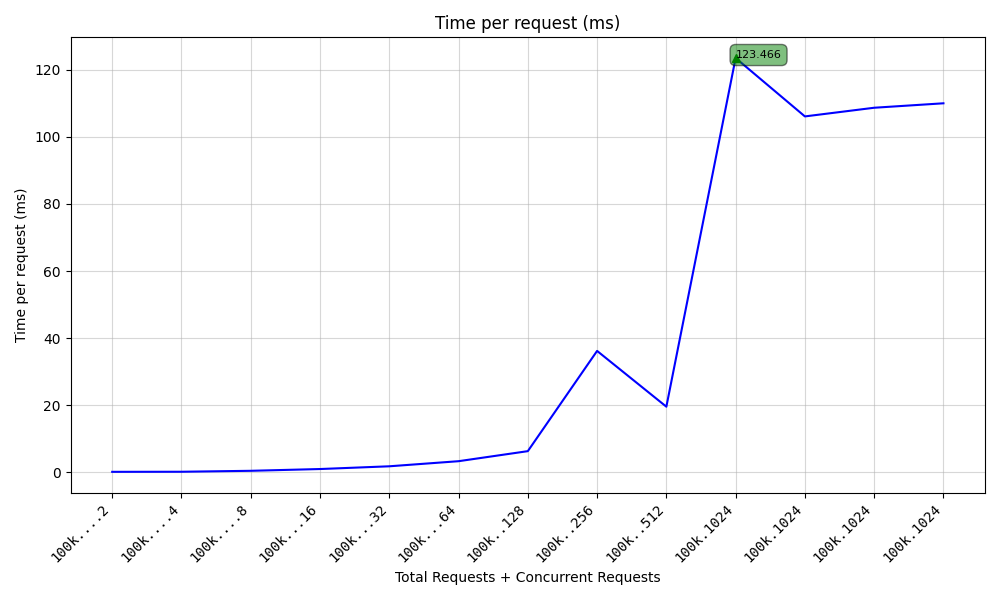 Time per request (ms)
123.466
120
100
80
60
40
20
0
Time per request (ms)
100k....2
100k....4
100k....8
100k...16
100k...32
100k...64
100k..128
100k..256
100k..512
100k.1024
100k.1024
100k.1024
100k.1024
Total Requests + Concurrent Requests